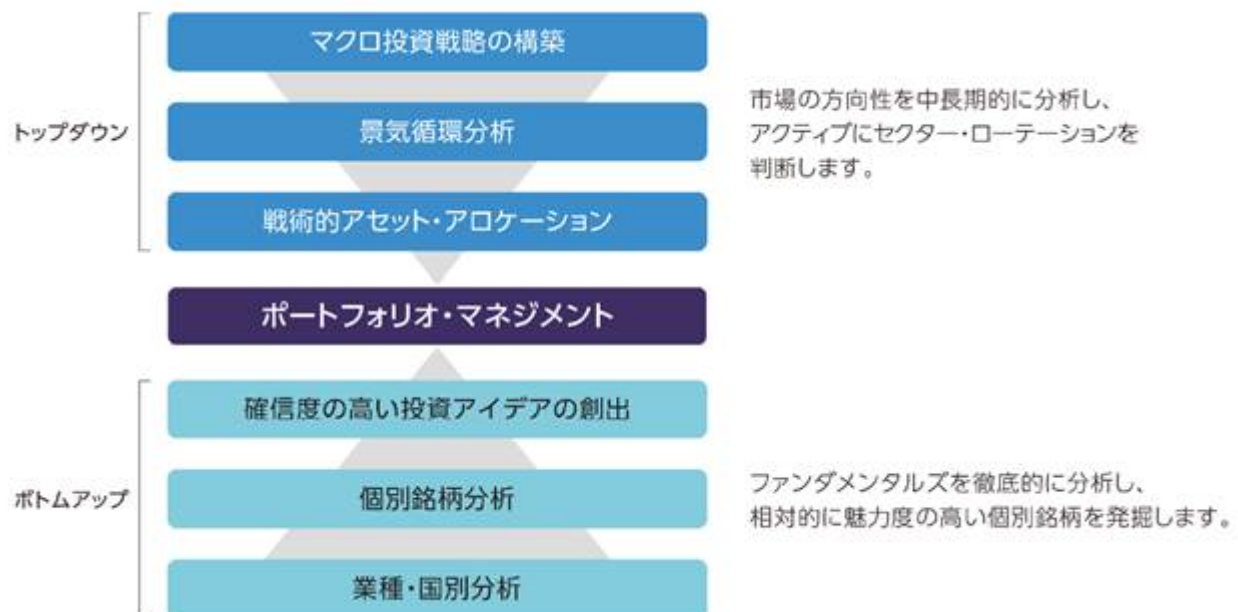 トップダウン
マクロ投資戦略の構築
景気循環分析
戦術的アセット・アロケーション
市場の方向性を中長期的に分析し、
アクティブにセクター・ローテーションを
判断します。
ポートフォリオ・マネジメント
ボトムアップ
確信度の高い投資アイデアの創出
個別銘柄分析
業種・国別分析
ファンダメンタルズを徹底的に分析し、
相対的に魅力度の高い個別銘柄を発掘します。